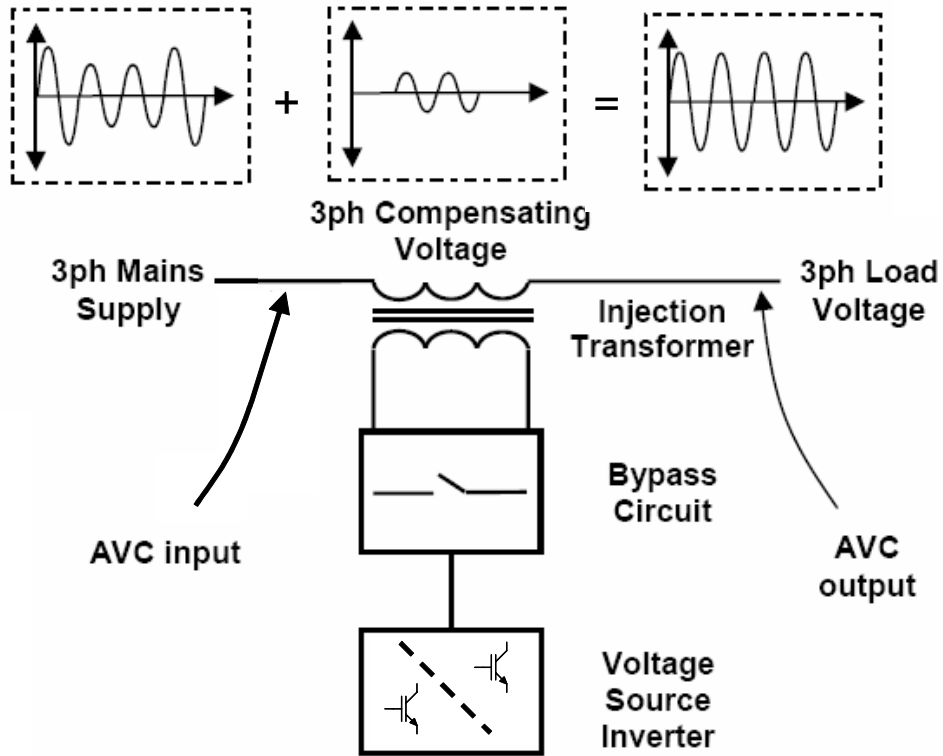 +
=
3ph Compensating
Voltage
3ph Mains
Supply
3ph Load
Voltage
Injection
Transformer
Bypass
Circuit
AVC input
AVC
output
Voltage
Source
Inverter